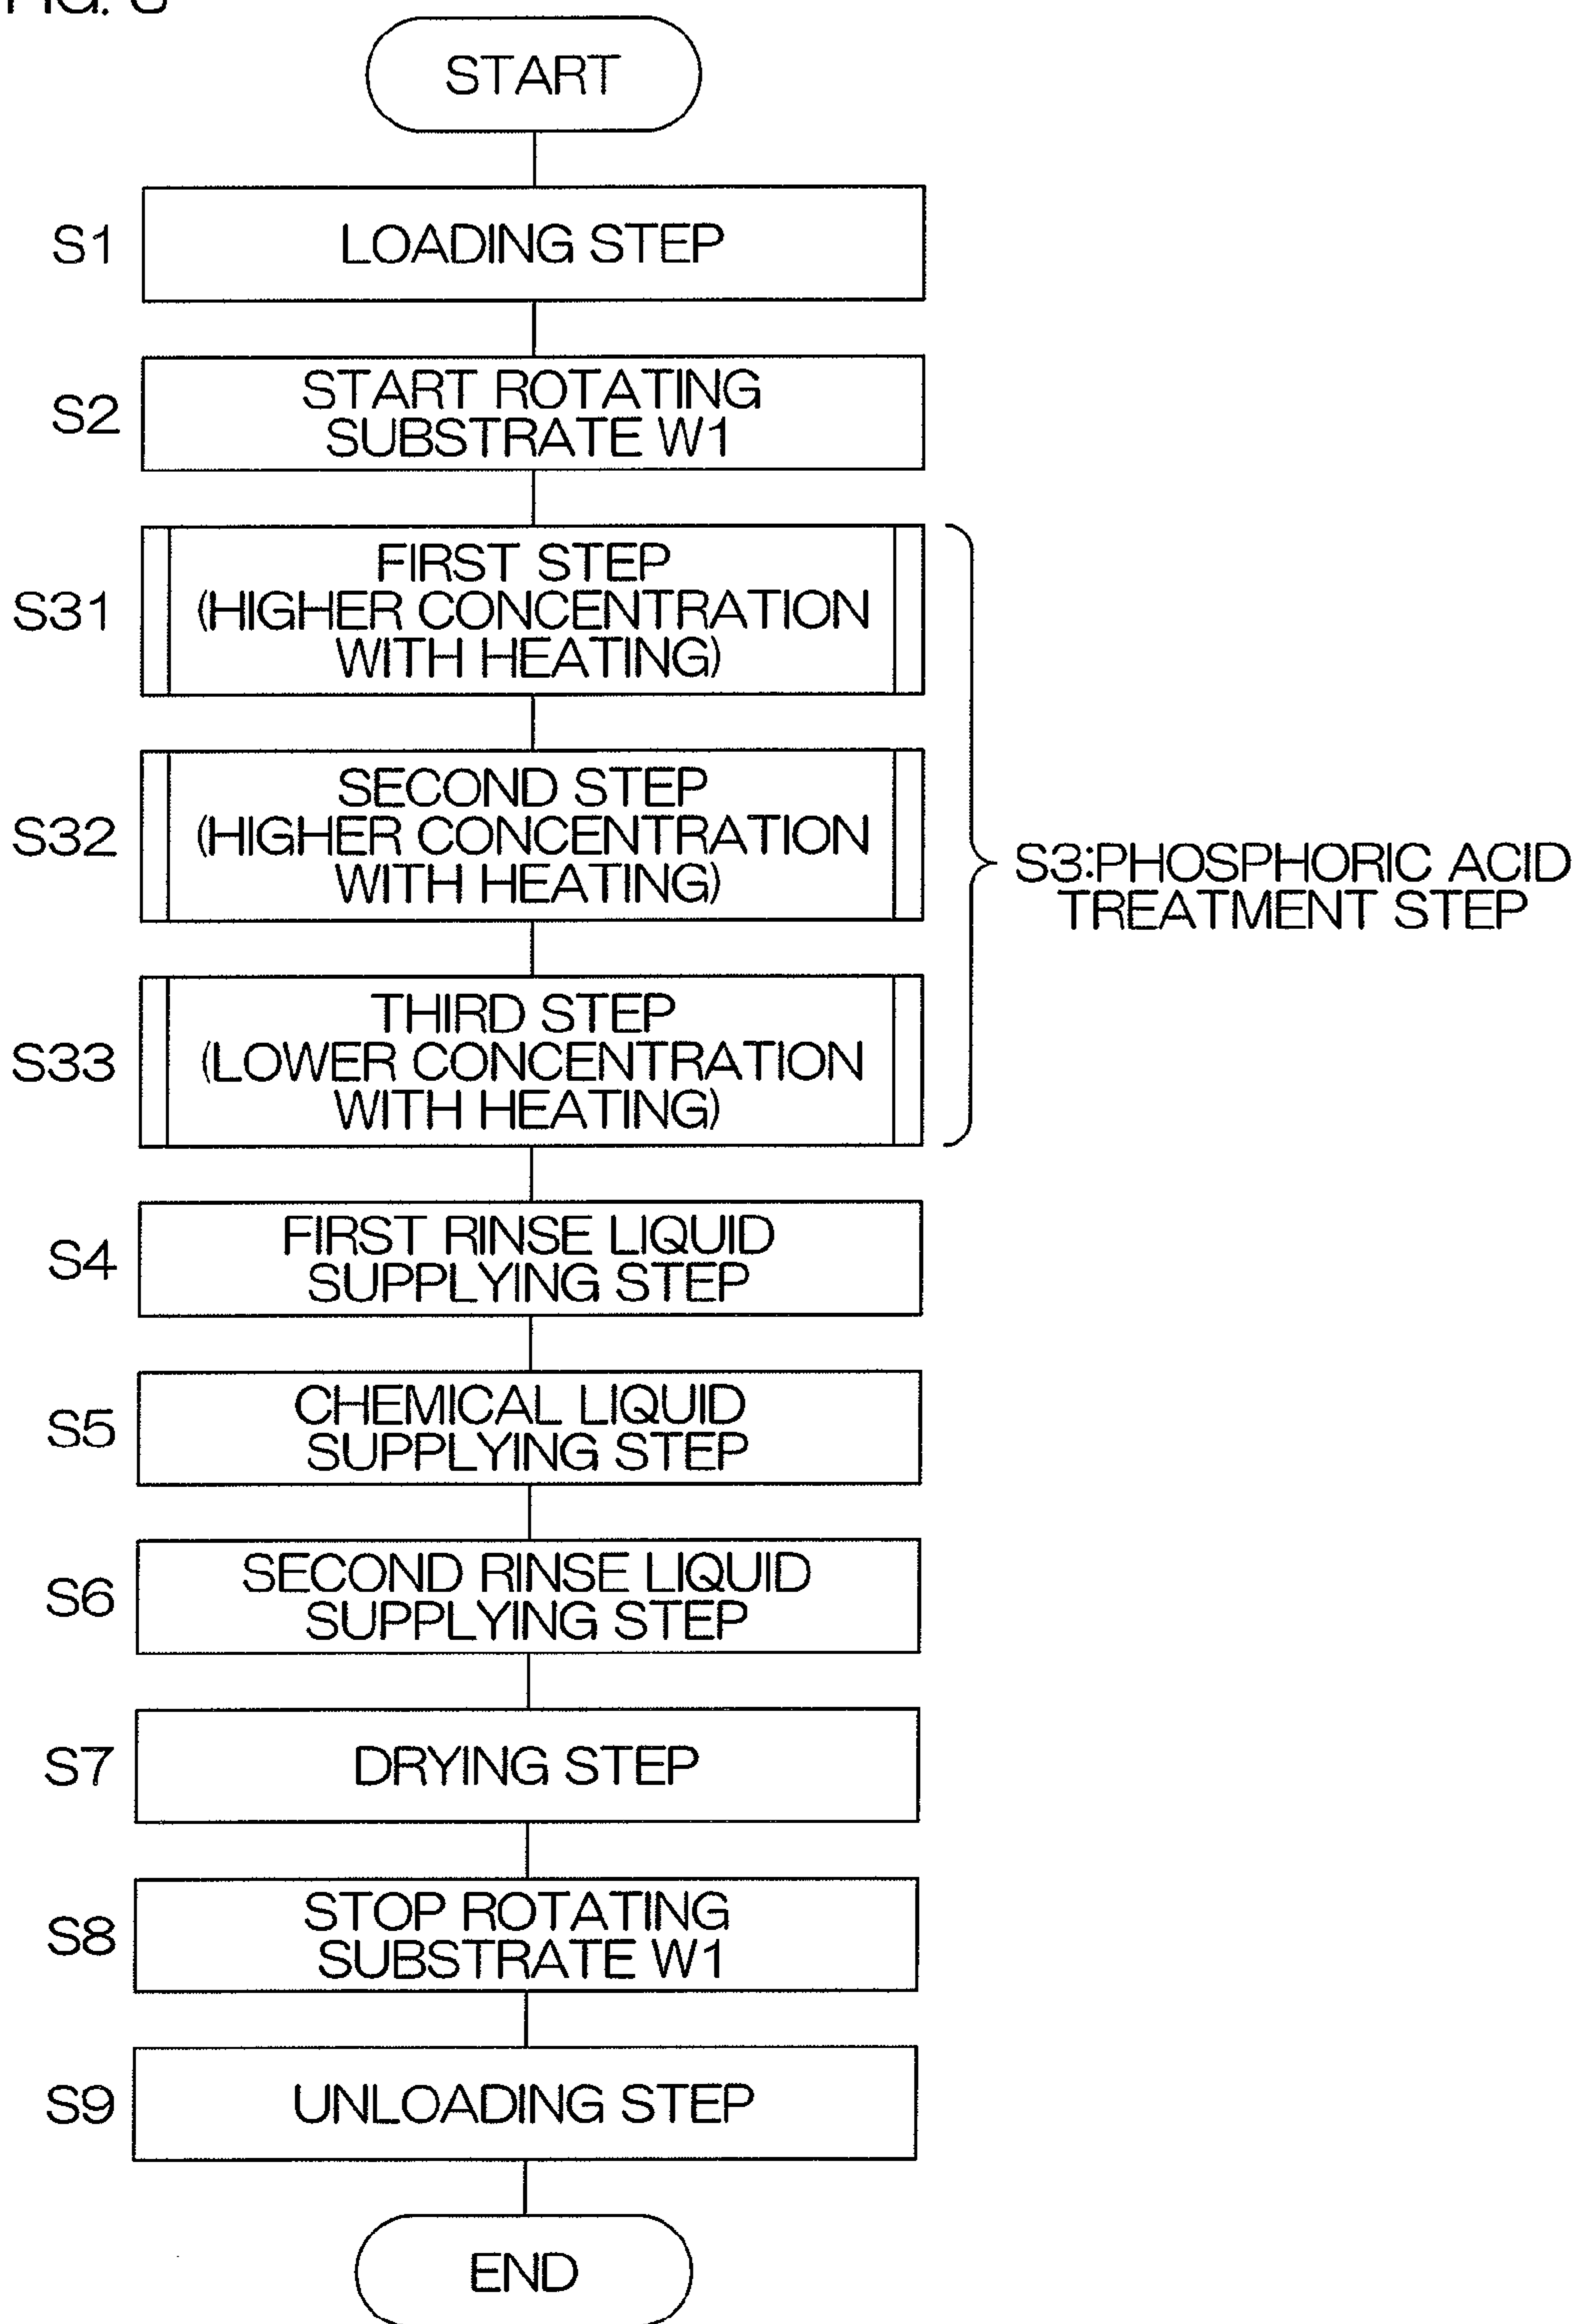 START
S1
LOADING STEP
S2
START ROTATING
SUBSTRATE W1
S31
FIRST STEP
(HIGHER CONCENTRATION
WITH HEATING)
S32
SECOND STEP
(HIGHER CONCENTRATION
WITH HEATING)
S33
THIRD STEP
(LOWER CONCENTRATION
WITH HEATING)
S3:PHOSPHORIC ACID
TREATMENT STEP
S4
FIRST RINSE LIQUID
SUPPLYING STEP
S5
CHEMICAL LIQUID
SUPPLYING STEP
S6
SECOND RINSE LIQUID
SUPPLYING STEP
S7
DRYING STEP
S8
STOP ROTATING
SUBSTRATE W1
S9
UNLOADING STEP
END